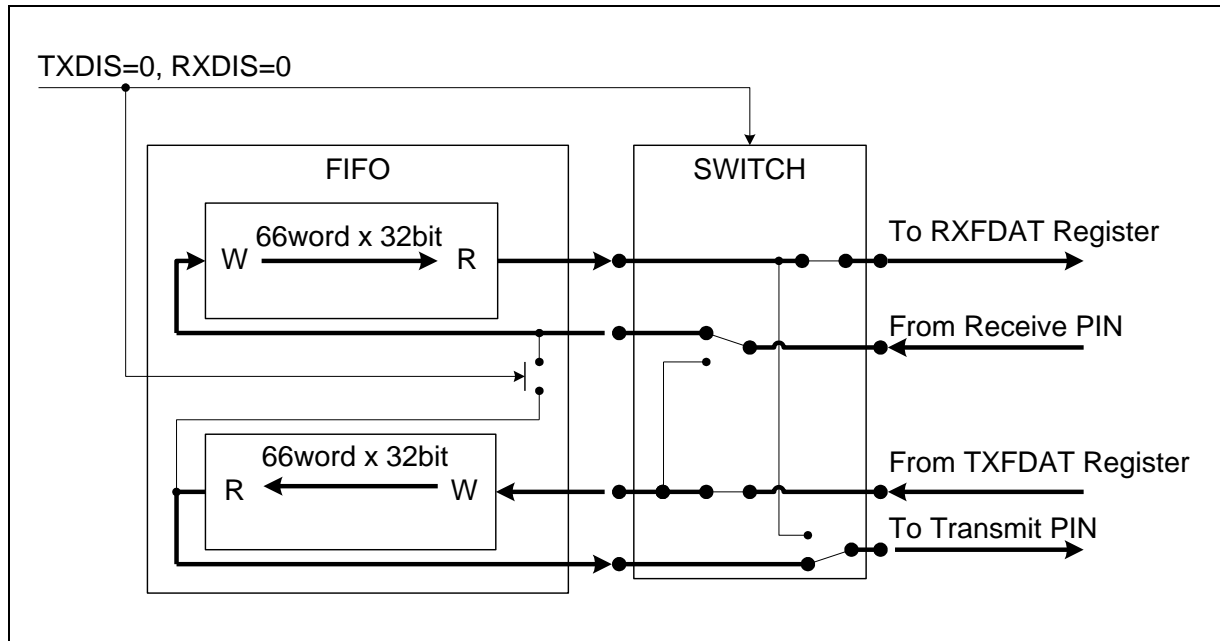 TXDIS=0, RXDIS=0
FIFO
SWITCH
66word x 32bit
W
R
To RXFDAT Register
From Receive PIN
66word x 32bit
R
W
From TXFDAT Register
To Transmit PIN